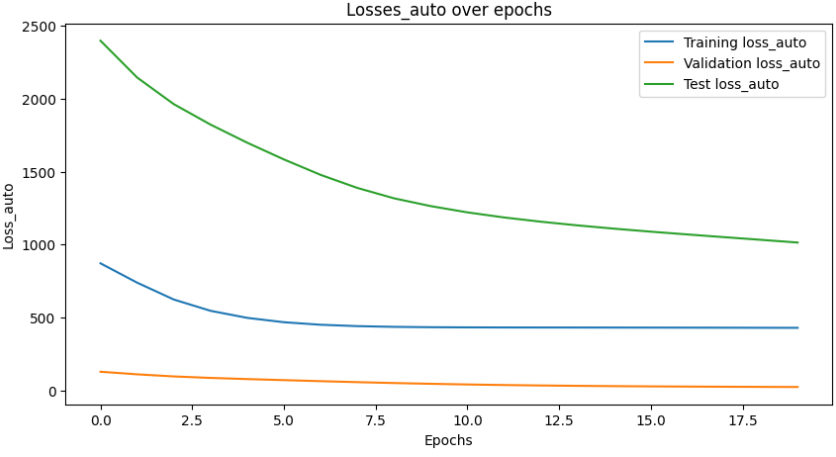 Losses_auto over epochs
Training loss_auto
Validation loss_auto
Test loss_auto
Loss_auto
2500
2000
1500
1000
500
0
0.0 2.5 5.0 7.5 10.0 12.5 15.0 17.5
Epochs